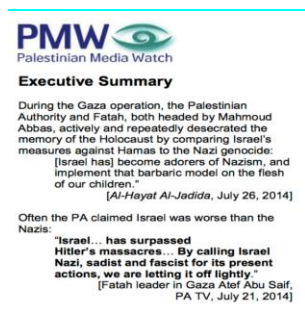 PMW
Palestinian Media Watch
Executive Summary
During the Gaza operation, the Palestinian
Authority and Fatah, both headed by Mahmoud
Abbas, actively and repeatedly desecrated the
memory of the Holocaust by comparing Israel's
measures against Hamas to the Nazi genocide:
[Israel has] become adorers of Nazism, and
implement that barbaric model on the flesh
of our children."
[Al-Hayat Al-Jadida, July 26, 2014]
Often the PA claimed Israel was worse than the
Nazis:
"Israel... has surpassed
Hitler's massacres... By calling Israel
Nazi, sadist and fascist for its present
actions, we are letting it off lightly."
[Fatah leader in Gaza Atef Abu Saif,
PA TV, July 21, 2014]